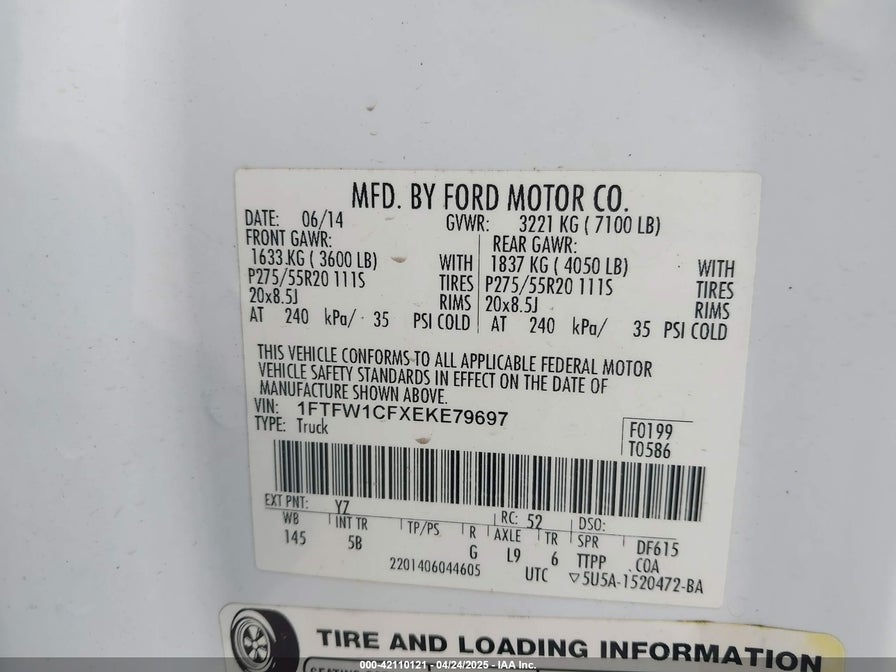 MFD. BY FORD MOTOR CO.
DATE: 06/14 GVWR: 3221 KG ( 7100 LB)
FRONT GAWR: REAR GAWR:
1633 KG ( 3600 LB) WITH 1837 KG ( 4050 LB) WITH
P275/55R20 111S TIRES P275/55R20 111S TIRES
20x8.5J RIMS 20x8.5J RIMS
AT 240 kPa/ 35 PSI COLD AT 240 kPa/ 35 PSI COLD
THIS VEHICLE CONFORMS TO ALL APPLICABLE FEDERAL MOTOR
VEHICLE SAFETY STANDARDS IN EFFECT ON THE DATE OF
MANUFACTURE SHOWN ABOVE.
VIN: 1FTFW1CFXEKE79697
TYPE: Truck
F0199
T0586
EXT PNT: YZ RC: 52 DSO:
WB INT TR TP/PS R AXLE TR SPR DF615
145 5B G L9 6 TTPP COA
2201406044605 UTC ▽5U5A-1520472-BA
TIRE AND LOADING INFORMATION
000-42110121 - 04/24/2025 - IAA Inc.